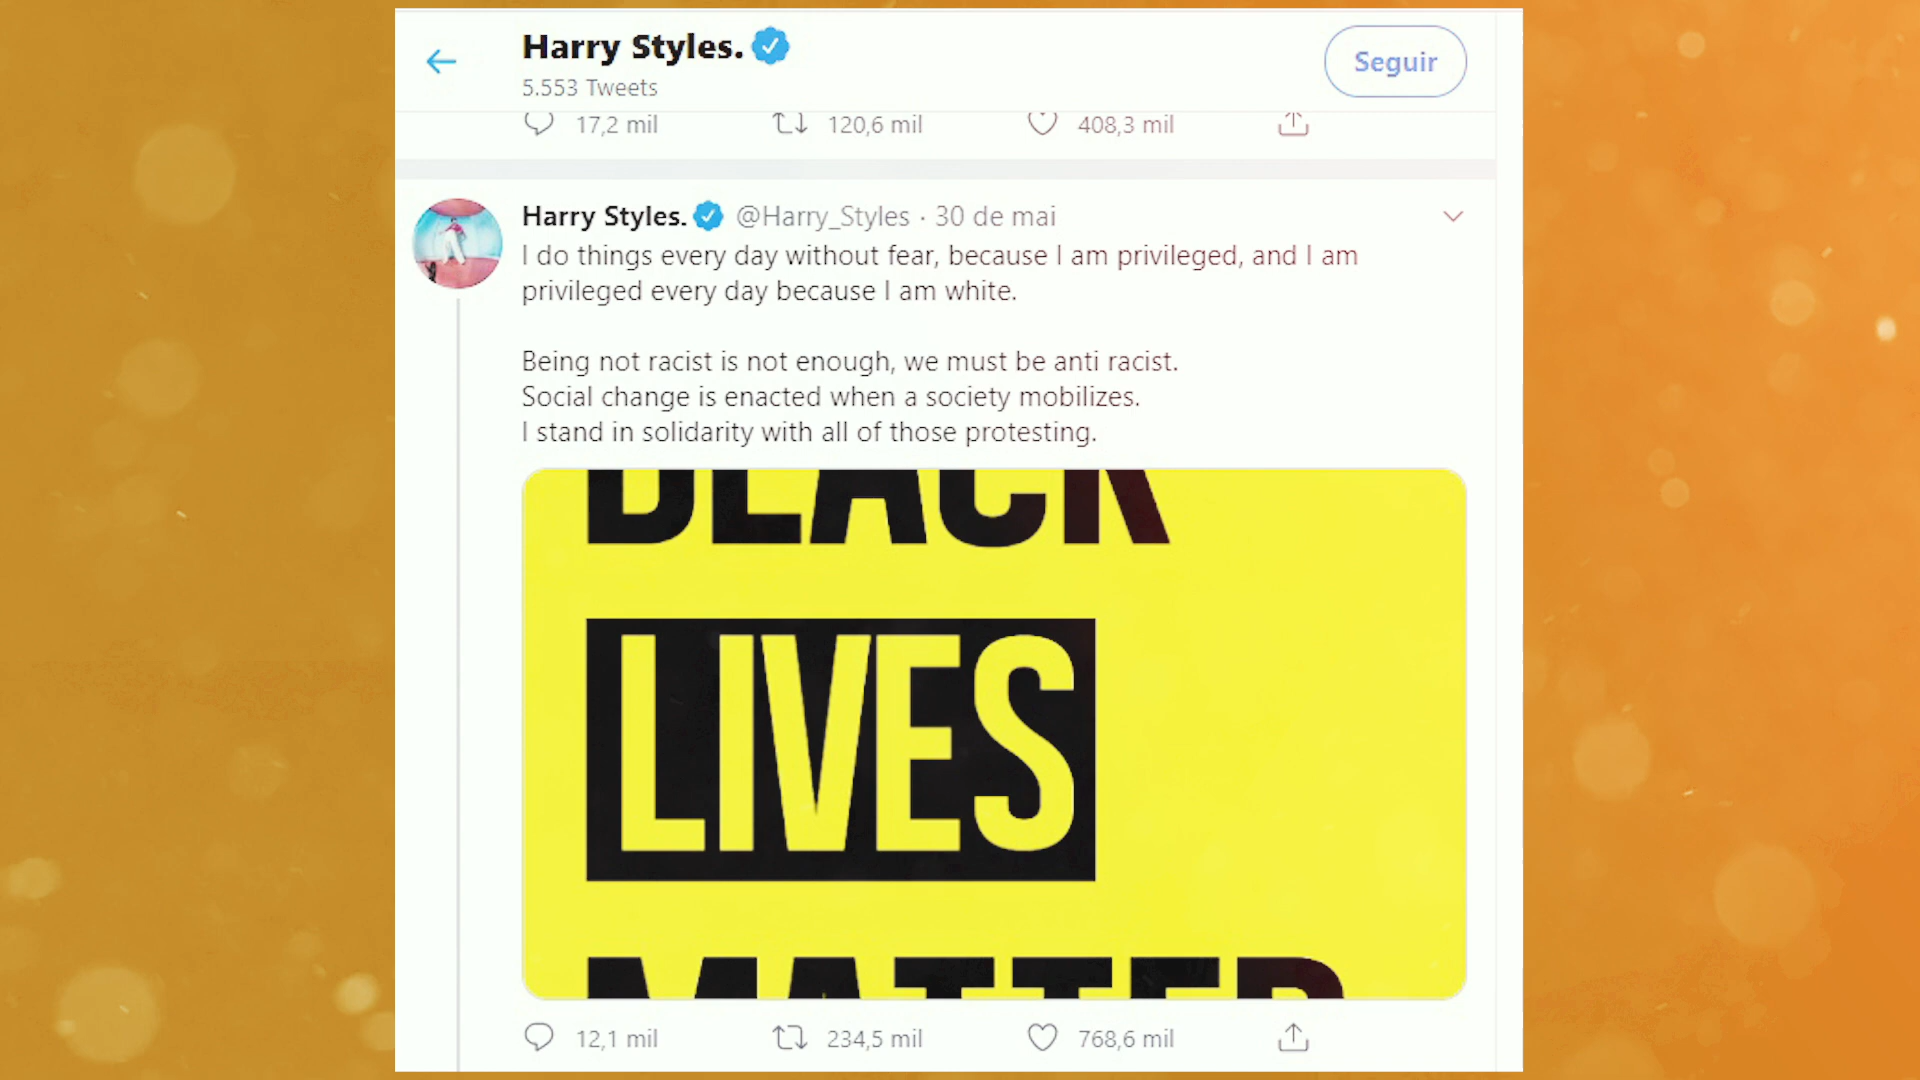 Harry Styles.
5.553 Tweets
Seguir
17,2 mil 120,6 mil 408,3 mil
Harry Styles. @Harry_Styles · 30 de mai
I do things every day without fear, because I am privileged, and I am
privileged every day because I am white.
Being not racist is not enough, we must be anti racist.
Social change is enacted when a society mobilizes.
I stand in solidarity with all of those protesting.
BLACK
LIVES
MATTER
12,1 mil 234,5 mil 768,6 mil